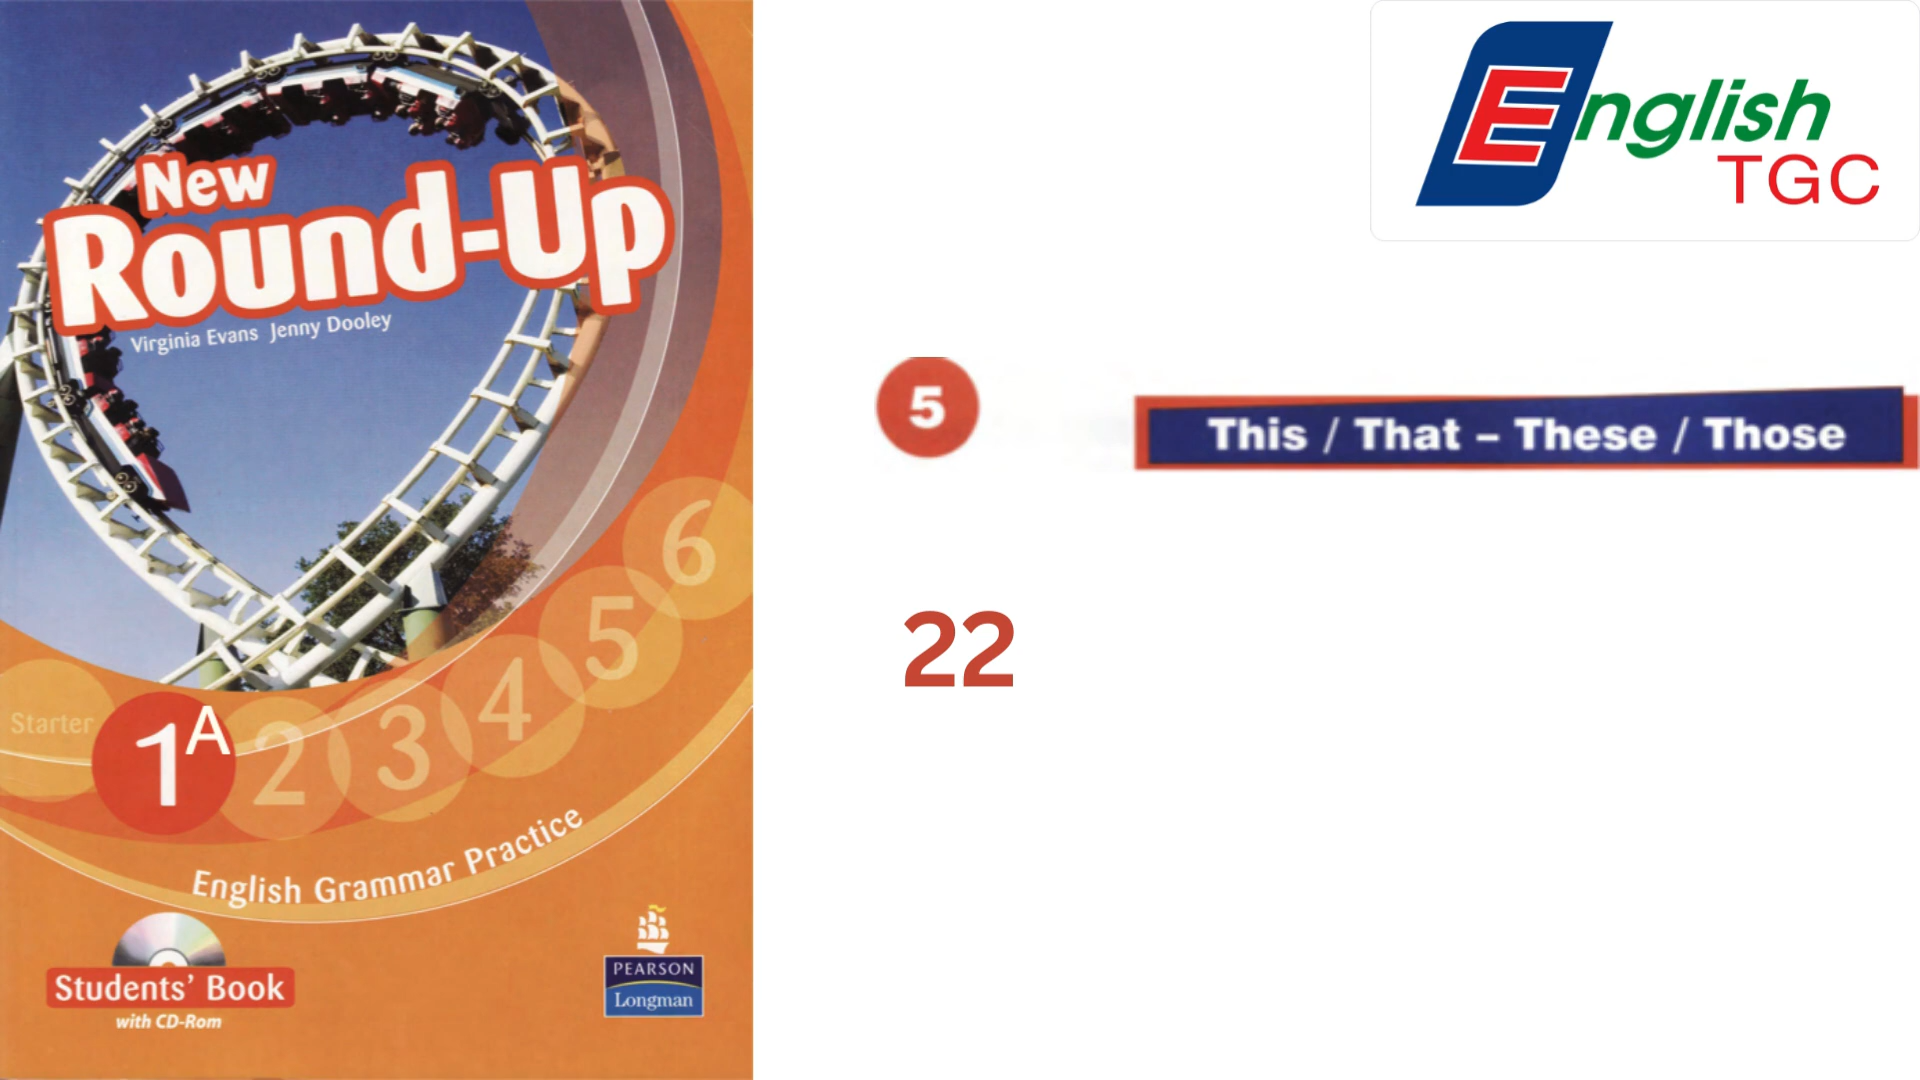 New
Round-Up
Virginia Evans Jenny Dooley
Starter
1A 2 3 4 5 6
English Grammar Practice
Students' Book
with CD-Rom
PEARSON
Longman
English
TGC
5
This / That – These / Those
22